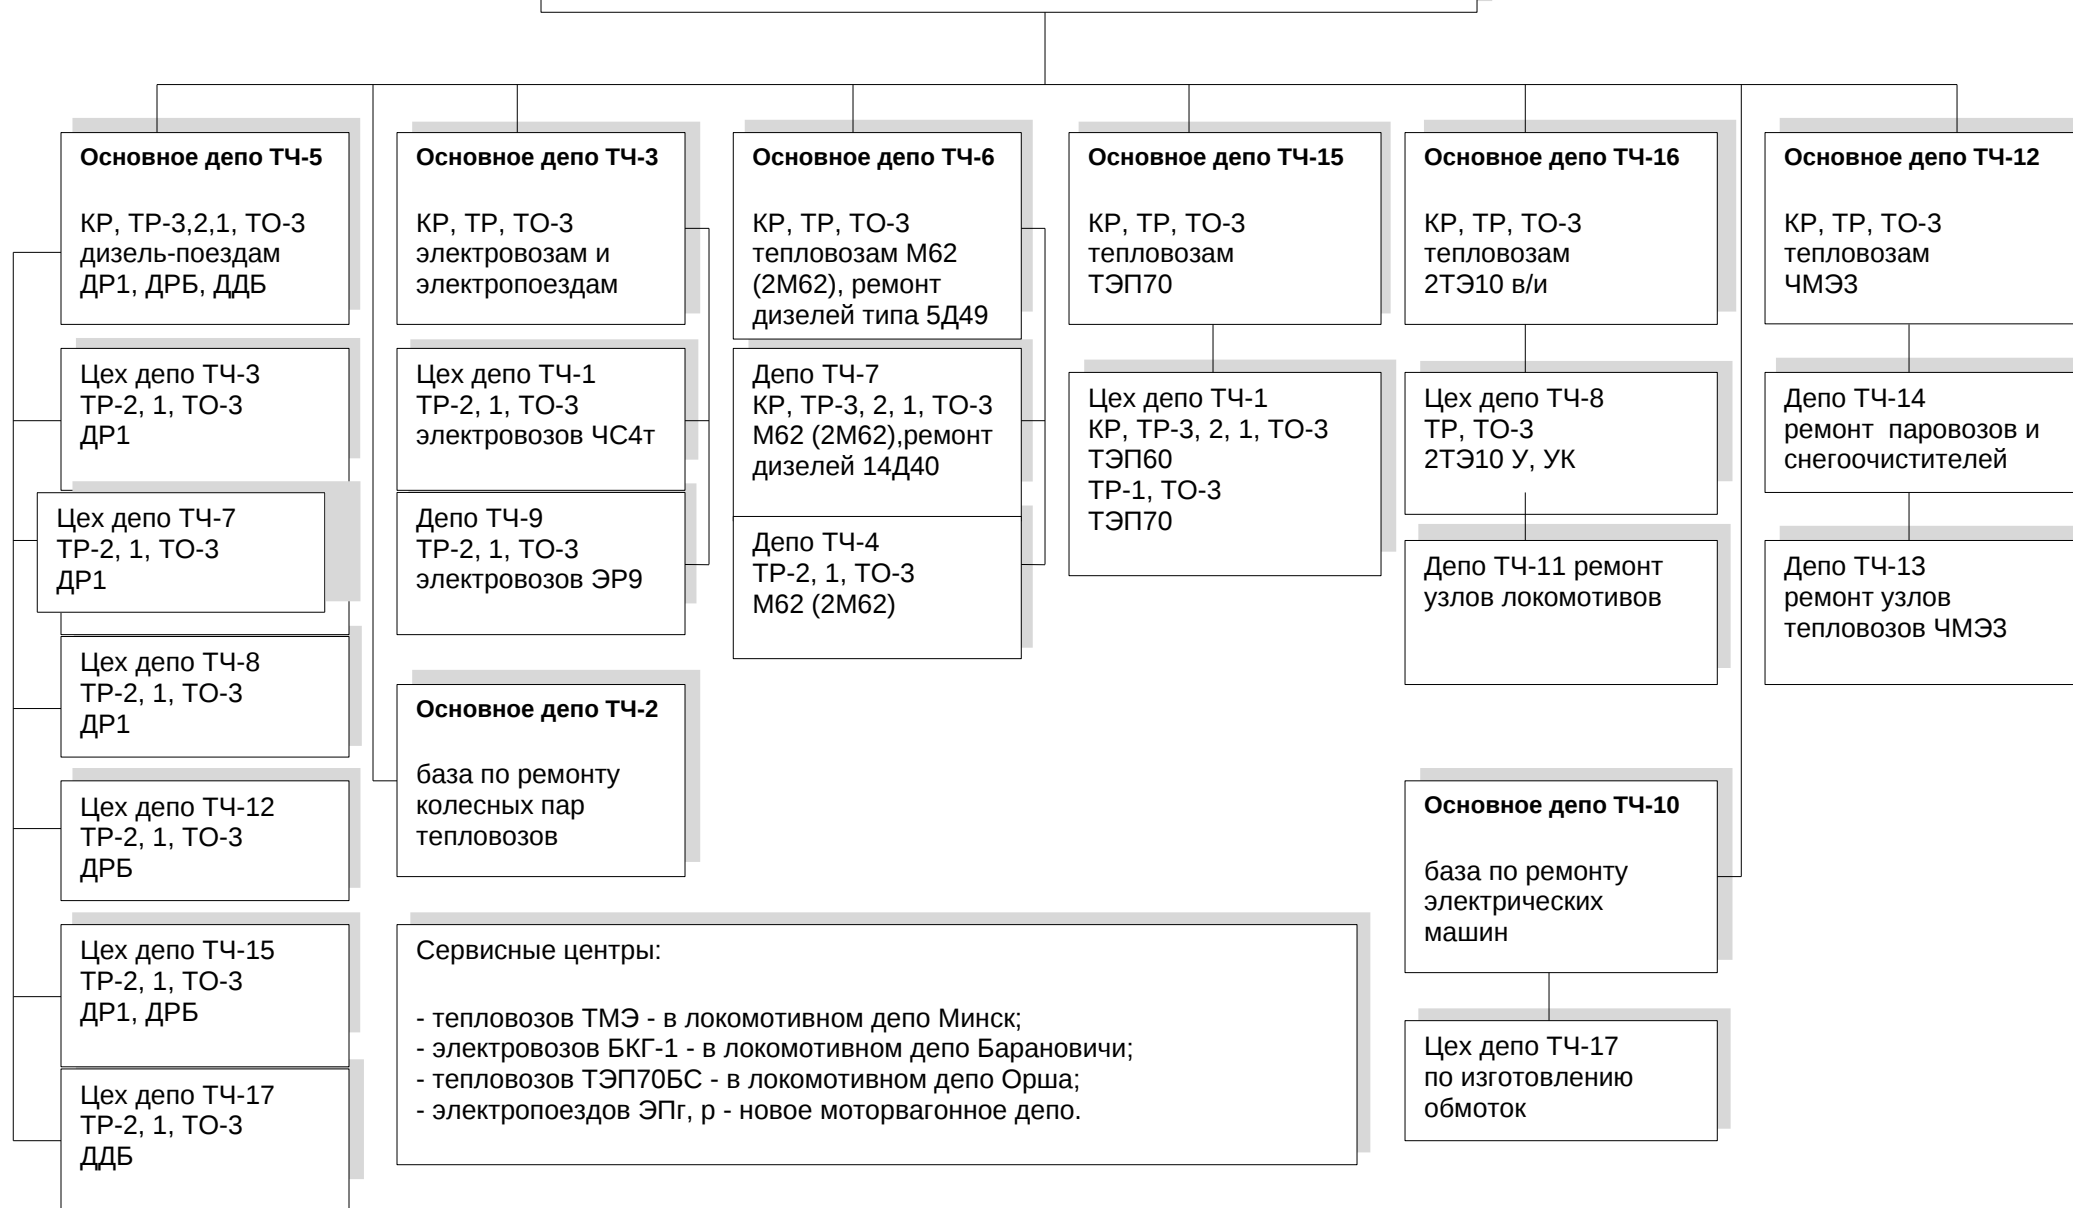 Основное депо ТЧ-5
КР, ТР-3,2,1, ТО-3
дизель-поездам
ДР1, ДРБ, ДДБ
Цех депо ТЧ-3
ТР-2, 1, ТО-3
ДР1
Цех депо ТЧ-7
ТР-2, 1, ТО-3
ДР1
Цех депо ТЧ-8
ТР-2, 1, ТО-3
ДР1
Цех депо ТЧ-12
ТР-2, 1, ТО-3
ДРБ
Цех депо ТЧ-15
ТР-2, 1, ТО-3
ДР1, ДРБ
Цех депо ТЧ-17
ТР-2, 1, ТО-3
ДДБ
Основное депо ТЧ-3
КР, ТР, ТО-3
электровозам и
электропоездам
Цех депо ТЧ-1
ТР-2, 1, ТО-3
электровозов ЧС4т
Депо ТЧ-9
ТР-2, 1, ТО-3
электровозов ЭР9
Основное депо ТЧ-2
база по ремонту
колесных пар
тепловозов
Основное депо ТЧ-6
КР, ТР, ТО-3
тепловозам М62
(2М62), ремонт
дизелей типа 5Д49
Депо ТЧ-7
КР, ТР-3, 2, 1, ТО-3
М62 (2М62),ремонт
дизелей 14Д40
Депо ТЧ-4
ТР-2, 1, ТО-3
М62 (2М62)
Основное депо ТЧ-15
КР, ТР, ТО-3
тепловозам
ТЭП70
Цех депо ТЧ-1
КР, ТР-3, 2, 1, ТО-3
ТЭП60
ТР-1, ТО-3
ТЭП70
Основное депо ТЧ-16
КР, ТР, ТО-3
тепловозам
2ТЭ10 в/и
Цех депо ТЧ-8
ТР, ТО-3
2ТЭ10 У, УК
Депо ТЧ-11 ремонт
узлов локомотивов
Основное депо ТЧ-10
база по ремонту
электрических
машин
Цех депо ТЧ-17
по изготовлению
обмоток
Основное депо ТЧ-12
КР, ТР, ТО-3
тепловозам
ЧМЭ3
Депо ТЧ-14
ремонт  паровозов и
снегоочистителей
Депо ТЧ-13
ремонт узлов
тепловозов ЧМЭ3
Сервисные центры:
- тепловозов ТМЭ - в локомотивном депо Минск;
- электровозов БКГ-1 - в локомотивном депо Барановичи;
- тепловозов ТЭП70БС - в локомотивном депо Орша;
- электропоездов ЭПг, р - новое моторвагонное депо.